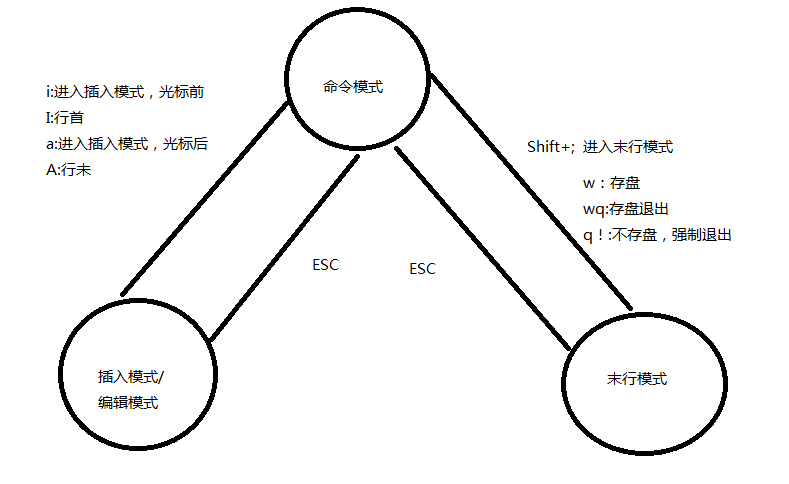 命令模式
i:进入插入模式，光标前
I:行首
a:进入插入模式，光标后
A:行未
Shift+; 进入末行模式
w：存盘
wq:存盘退出
q！:不存盘，强制退出
ESC
ESC
插入模式/
编辑模式
末行模式